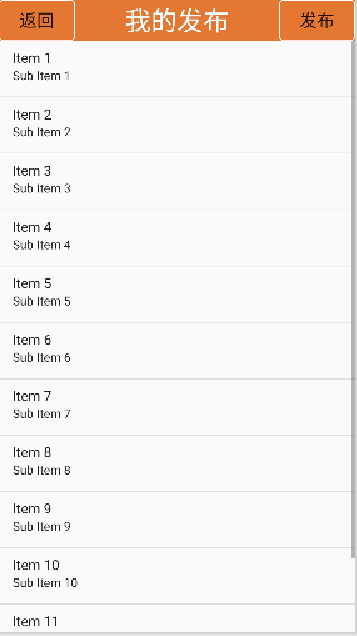 返回 我的发布 发布
Item 1
Sub Item 1
Item 2
Sub Item 2
Item 3
Sub Item 3
Item 4
Sub Item 4
Item 5
Sub Item 5
Item 6
Sub Item 6
Item 7
Sub Item 7
Item 8
Sub Item 8
Item 9
Sub Item 9
Item 10
Sub Item 10
Item 11